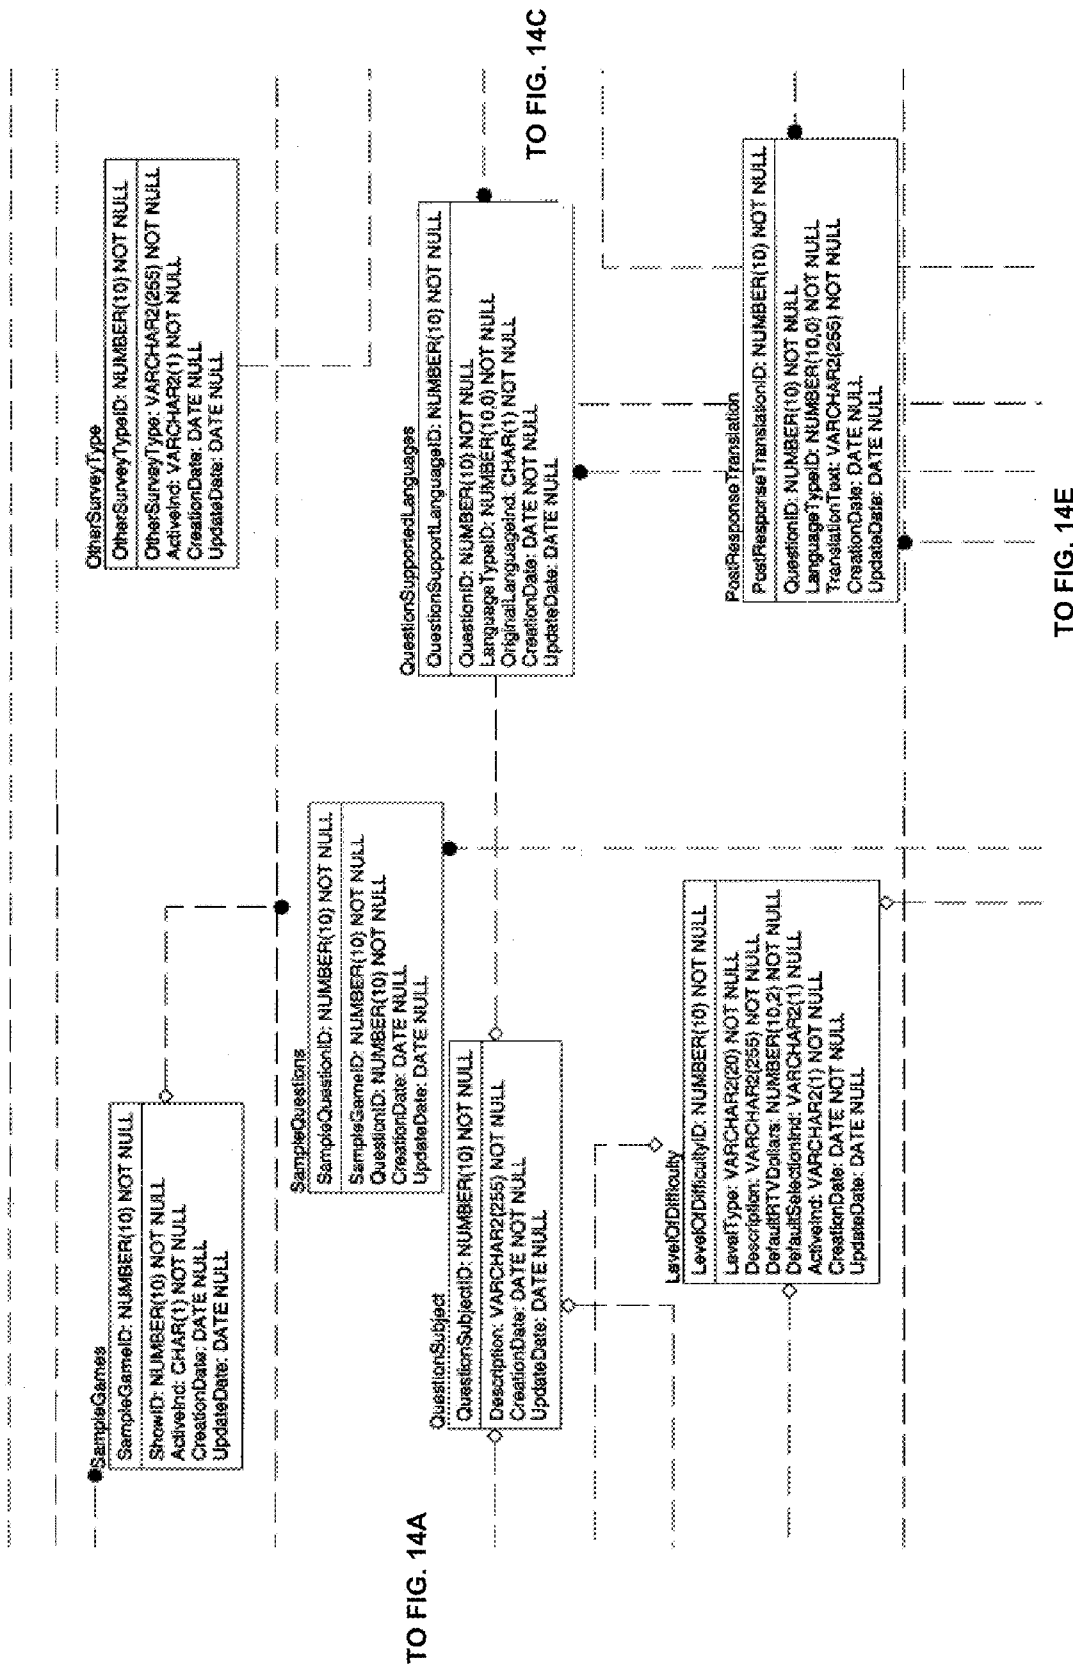 TO FIG. 14A
SampleGames
SampleGameID: NUMBER(10) NOT NULL
ShowID: NUMBER(10) NOT NULL
ActiveInd: CHAR(1) NOT NULL
CreationDate: DATE NULL
UpdateDate: DATE NULL
OtherSurveyType
OtherSurveyTypeID: NUMBER(10) NOT NULL
OtherSurveyType: VARCHAR2(255) NOT NULL
ActiveInd: VARCHAR2(1) NOT NULL
CreationDate: DATE NULL
UpdateDate: DATE NULL
SampleQuestions
SampleQuestionID: NUMBER(10) NOT NULL
SampleGameID: NUMBER(10) NOT NULL
QuestionID: NUMBER(10) NOT NULL
CreationDate: DATE NULL
UpdateDate: DATE NULL
QuestionSupportedLanguages
QuestionSupportLanguageID: NUMBER(10) NOT NULL
QuestionID: NUMBER(10) NOT NULL
LanguageTypeID: NUMBER(10,0) NOT NULL
OriginalLanguageInd: CHAR(1) NOT NULL
CreationDate: DATE NOT NULL
UpdateDate: DATE NULL
TO FIG. 14C
QuestionSubject
QuestionSubjectID: NUMBER(10) NOT NULL
Description: VARCHAR2(255) NOT NULL
CreationDate: DATE NOT NULL
UpdateDate: DATE NULL
LevelOfDifficulty
LevelOfDifficultyID: NUMBER(10) NOT NULL
LevelType: VARCHAR2(20) NOT NULL
Description: VARCHAR2(255) NOT NULL
DefaultRTVDollars: NUMBER(10,2) NOT NULL
DefaultSelectionInd: VARCHAR2(1) NULL
ActiveInd: VARCHAR2(1) NOT NULL
CreationDate: DATE NOT NULL
UpdateDate: DATE NULL
PostResponseTranslation
PostResponseTranslationID: NUMBER(10) NOT NULL
QuestionID: NUMBER(10) NOT NULL
LanguageTypeID: NUMBER(10,0) NOT NULL
TranslationText: VARCHAR2(255) NOT NULL
CreationDate: DATE NULL
UpdateDate: DATE NULL
TO FIG. 14E